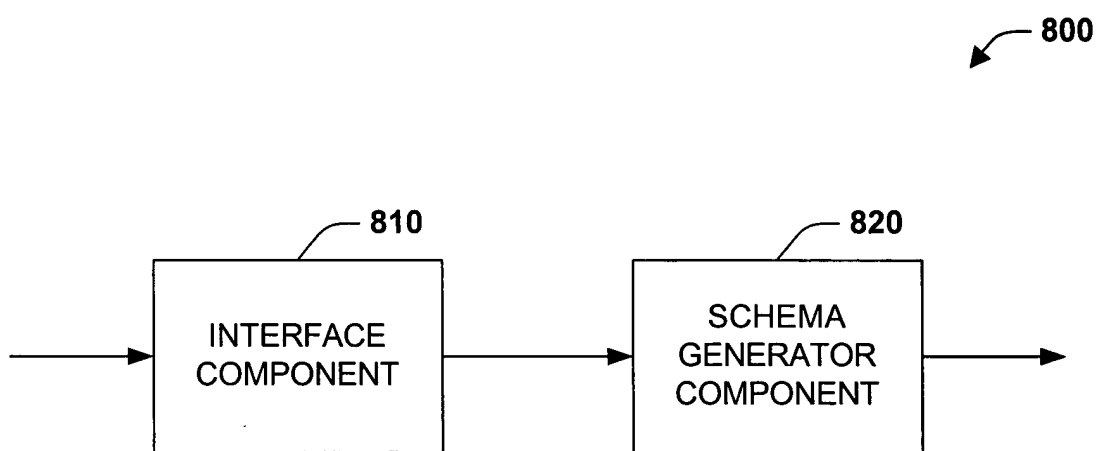 800
810
820
INTERFACE
COMPONENT
SCHEMA
GENERATOR
COMPONENT